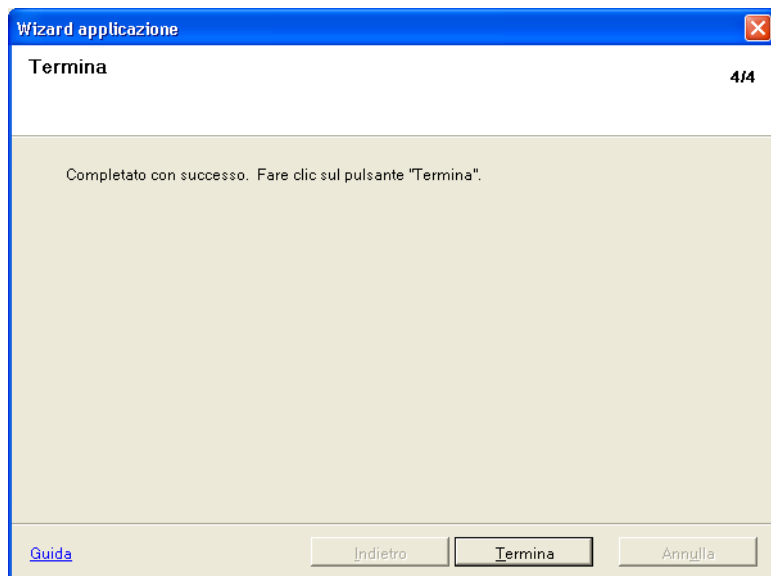 Wizard applicazione
Termina
4/4
Completato con successo.  Fare clic sul pulsante "Termina".
Guida
Indietro
Termina
Annulla